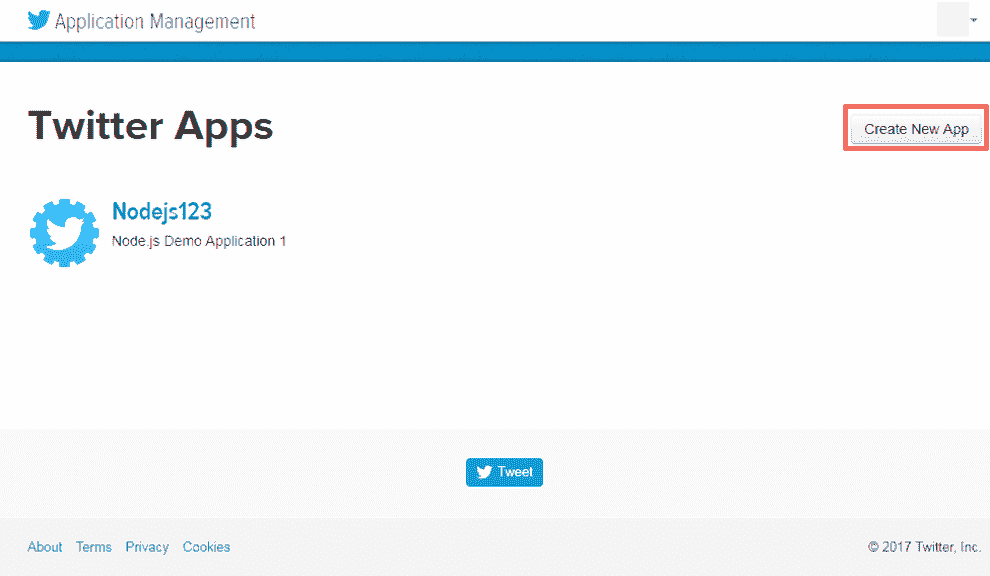 Application Management
Twitter Apps
Create New App
Nodejs123
Node.js Demo Application 1
Tweet
About Terms Privacy Cookies
© 2017 Twitter, Inc.